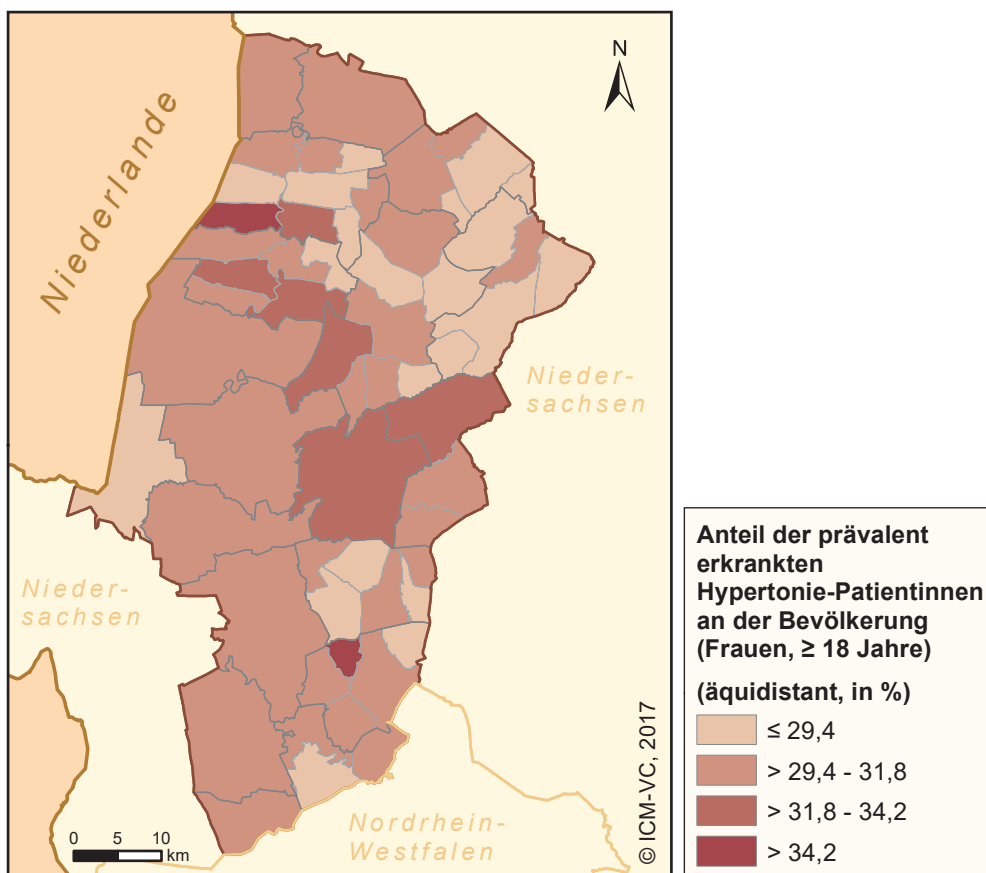 N
Niederlande
Nieder-
sachsen
Nieder-
sachsen
Nordrhein-
Westfalen
0 5 10
km
© ICM-VC, 2017
Anteil der prävalent
erkrankten
Hypertonie-Patientinnen
an der Bevölkerung
(Frauen, ≥ 18 Jahre)
(äquidistant, in %)
≤ 29,4
> 29,4 - 31,8
> 31,8 - 34,2
> 34,2